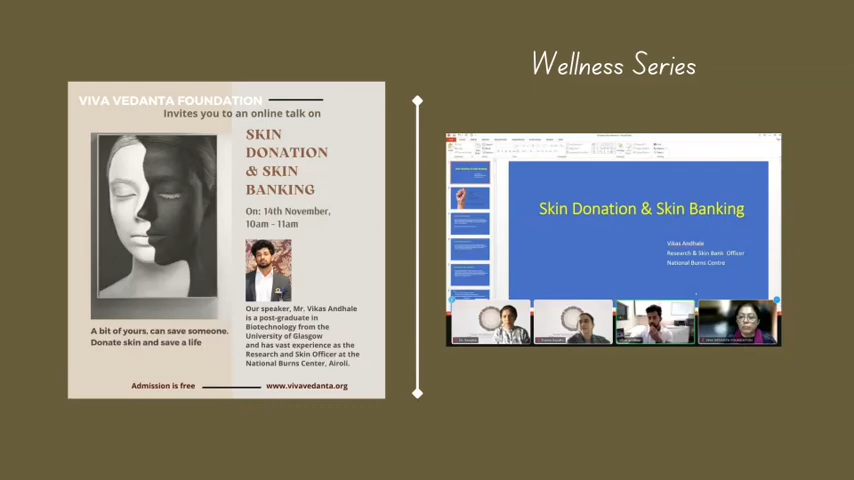 Wellness Series
VIVA VEDANTA FOUNDATION
Invites you to an online talk on
SKIN
DONATION
& SKIN
BANKING
On: 14th November,
10am - 11am
Our speaker, Mr. Vikas Andhale
is a post-graduate in
Biotechnology from the
University of Glasgow
and has vast experience as the
Research and Skin Officer at the
National Burns Center, Airoli.
A bit of yours, can save someone.
Donate skin and save a life
Admission is free
www.vivavedanta.org
Skin Donation & Skin Banking
Vikas Andhale
Research & Skin Bank Officer
National Burns Centre